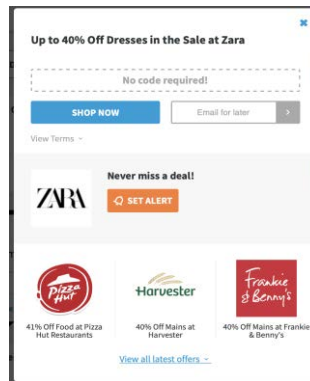 Up to 40% Off Dresses in the Sale at Zara
No code required!
SHOP NOW
Email for later
View Terms
Never miss a deal!
ZARA
SET ALERT
Pizza
Hut
Harvester
Frankie
& Benny's
41% Off Food at Pizza
Hut Restaurants
40% Off Mains at
Harvester
40% Off Mains at Frankie
& Benny's
View all latest offers